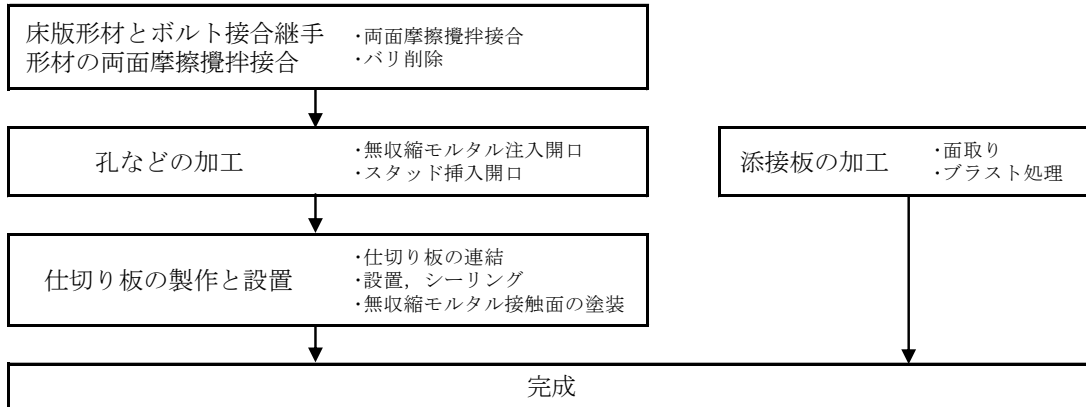 床版形材とボルト接合継手
形材の両面摩擦攪拌接合
・両面摩擦攪拌接合
・バリ削除
孔などの加工
・無収縮モルタル注入開口
・スタッド挿入開口
添接板の加工
・面取り
・ブラスト処理
仕切り板の製作と設置
・仕切り板の連結
・設置，シーリング
・無収縮モルタル接触面の塗装
完成